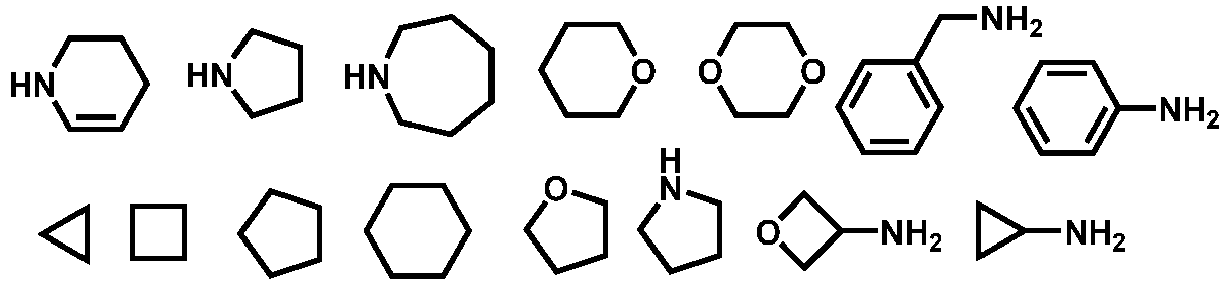 HN HN HN O O O NH₂ NH₂
O H
N O NH₂ NH₂